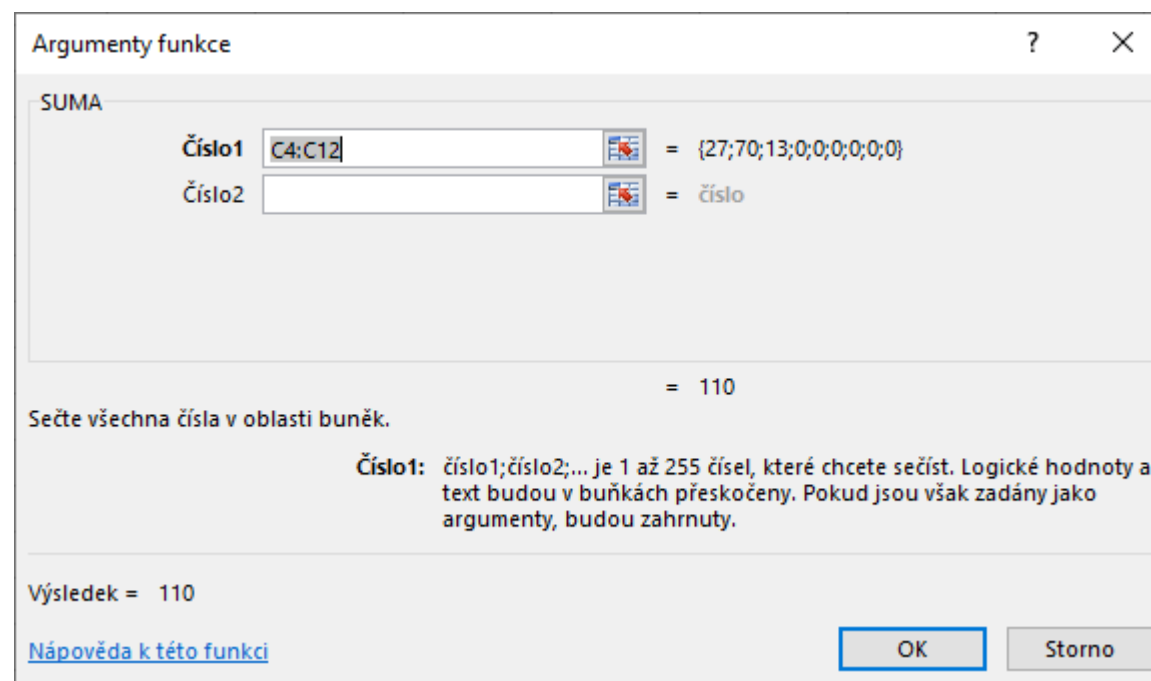 Argumenty funkce ? ×
SUMA
Číslo1 C4:C12 = {27;70;13;0;0;0;0;0;0}
Číslo2 = číslo
= 110
Sečte všechna čísla v oblasti buněk.
Číslo1: číslo1;číslo2;... je 1 až 255 čísel, které chcete sečíst. Logické hodnoty a
text budou v buňkách přeskočeny. Pokud jsou však zadány jako
argumenty, budou zahrnuty.
Výsledek = 110
Nápověda k této funkci OK Storno